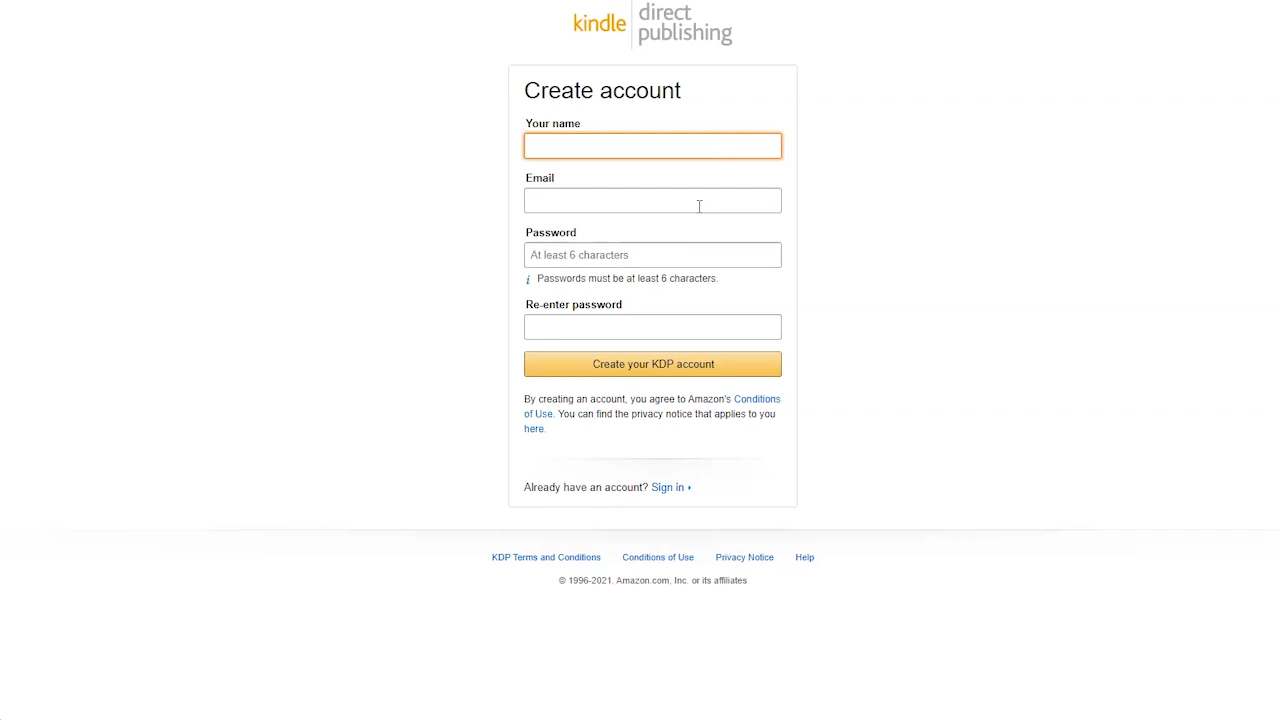 kindle direct publishing
Create account
Your name
Email
Password
At least 6 characters
i Passwords must be at least 6 characters.
Re-enter password
Create your KDP account
By creating an account, you agree to Amazon's Conditions
of Use. You can find the privacy notice that applies to you
here.
Already have an account? Sign in
KDP Terms and Conditions Conditions of Use Privacy Notice Help
© 1996-2021, Amazon.com, Inc. or its affiliates